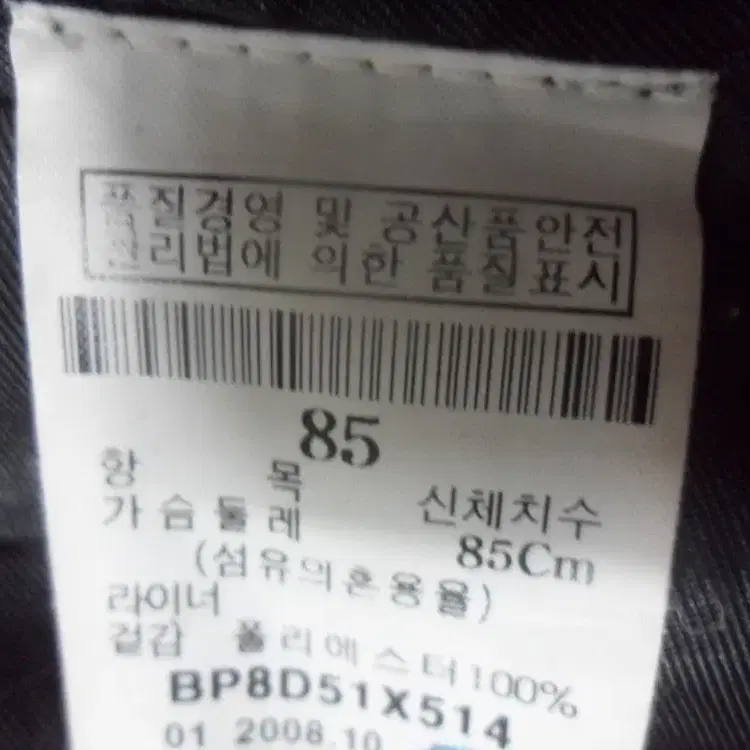 품질경영 및 공산품안전
관리법에 의한 품질표시
85
항 목 신체치수
가슴둘레 85Cm
(섬유의혼용율)
라이너
겉감 폴리에스터100%
BP8D51X514
01 2008.10